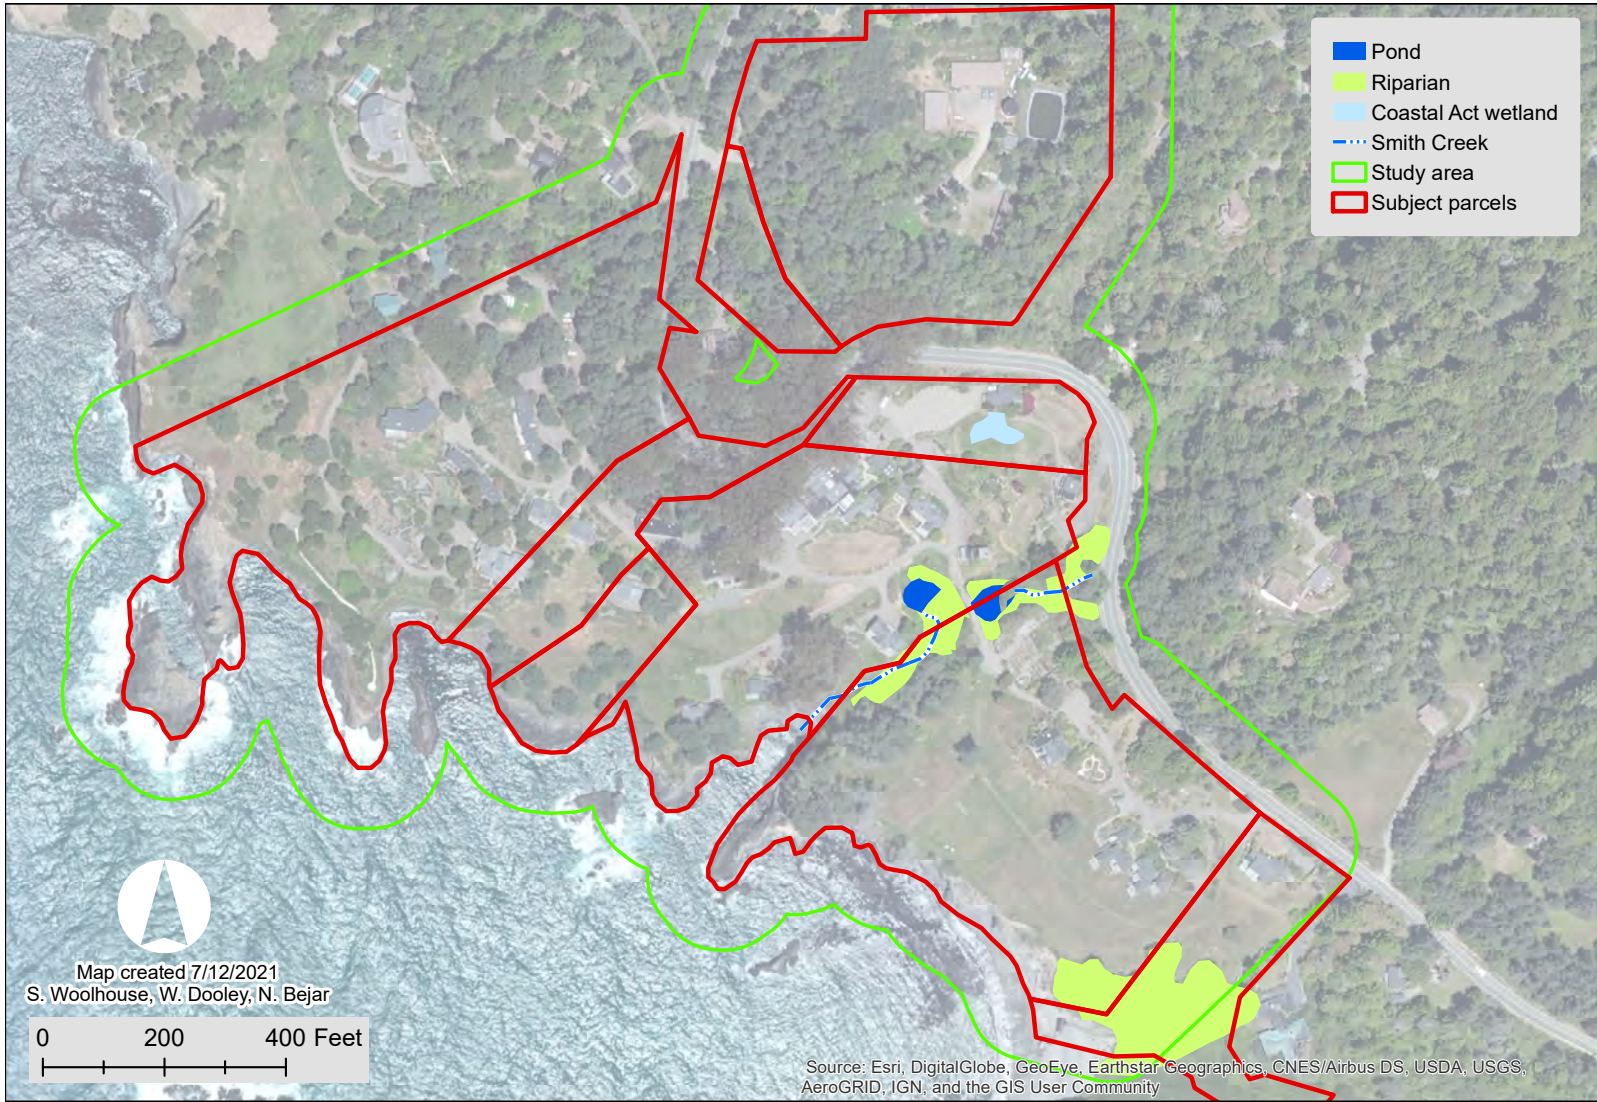 Pond
Riparian
Coastal Act wetland
Smith Creek
Study area
Subject parcels
Map created 7/12/2021
S. Woolhouse, W. Dooley, N. Bejar
0 200 400 Feet
Source: Esri, DigitalGlobe, GeoEye, Earthstar Geographics, CNES/Airbus DS, USDA, USGS,
AeroGRID, IGN, and the GIS User Community